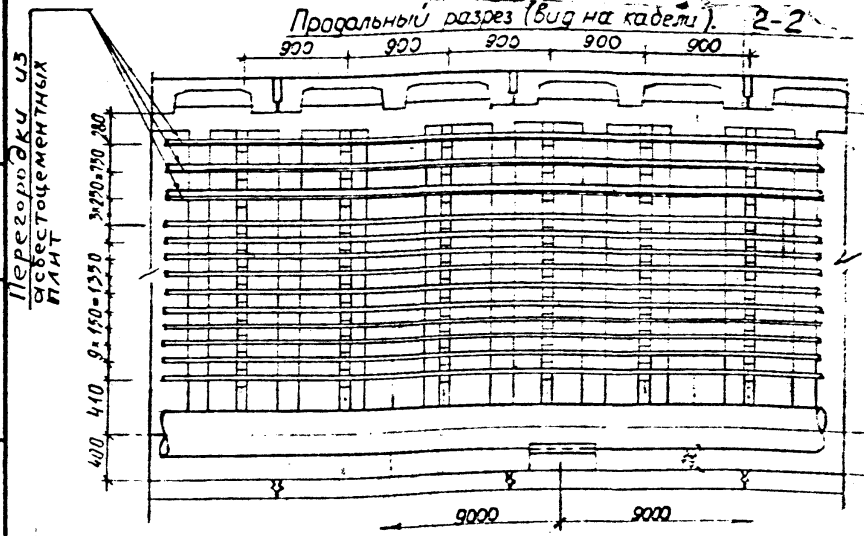 Продольный разрез (вид на кабели). 2-2
900 900 900 900 900
Перегородки из
асбестоцементных
плит
280
3×250=750
9×150=1350
410
400
9000 9000